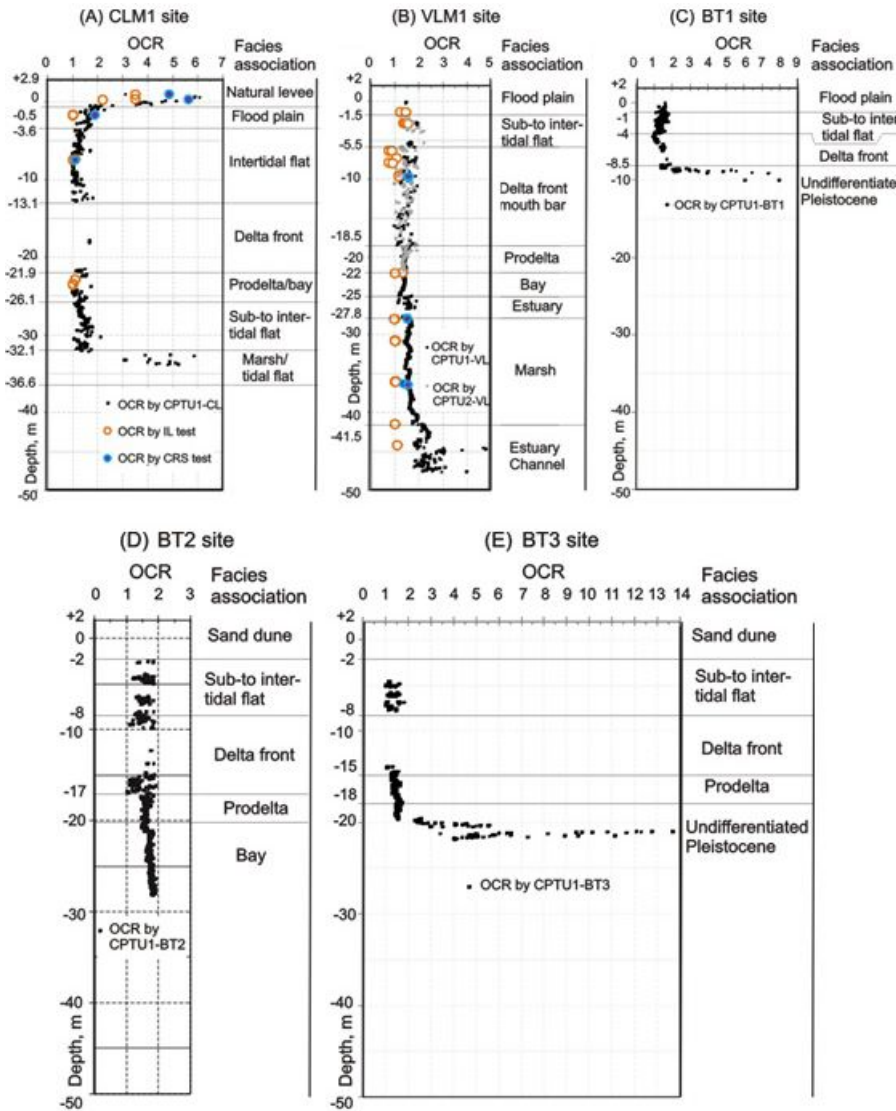 (A) CLM1 site
OCR
Facies
association
0 1 2 3 4 5 6 7
+2.9
0
-0.5
-3.6
-10
-13.1
-20
-21.9
-26.1
-30
-32.1
-36.6
-40
-50
Depth, m
Natural levee
Flood plain
Intertidal flat
Delta front
Prodelta/bay
Sub-to inter-
tidal flat
Marsh/
tidal flat
OCR by CPTU1-CL
OCR by IL test
OCR by CRS test
(B) VLM1 site
OCR
Facies
association
0 1 2 3 4 5
+2
0
-1.5
-5.5
-10
-18.5
-20
-22
-25
-27.8
-30
-40
-41.5
-50
Depth, m
Flood plain
Sub-to inter-
tidal flat
Delta front
mouth bar
Prodelta
Bay
Estuary
Marsh
Estuary
Channel
OCR by
CPTU1-VL
OCR by
CPTU2-VL
(C) BT1 site
OCR
Facies
association
0 1 2 3 4 5 6 7 8 9
+2
0
-1
-4
-8.5
-10
-20
-30
-40
-50
Depth, m
Flood plain
Sub-to inter
tidal flat
Delta front
Undifferentiated
Pleistocene
OCR by CPTU1-BT1
(D) BT2 site
OCR
Facies
association
0 1 2 3
+2
0
-2
-8
-10
-17
-20
-30
-40
-50
Depth, m
Sand dune
Sub-to inter-
tidal flat
Delta front
Prodelta
Bay
OCR by
CPTU1-BT2
(E) BT3 site
OCR
Facies
association
0 1 2 3 4 5 6 7 8 9 10 11 12 13 14
+2
0
-2
-8
-10
-15
-18
-20
-30
-40
-50
Depth, m
Sand dune
Sub-to inter-
tidal flat
Delta front
Prodelta
Undifferentiated
Pleistocene
OCR by CPTU1-BT3